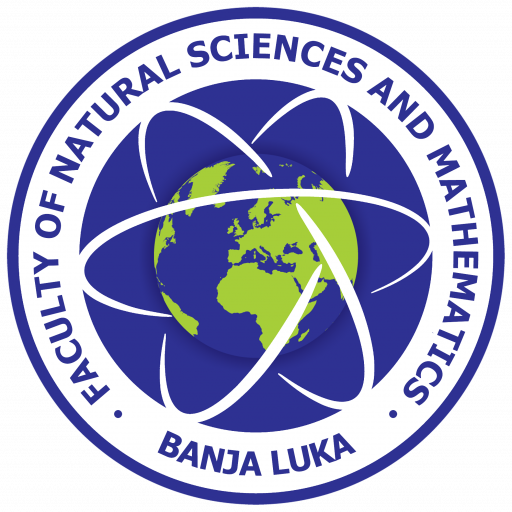 FACULTY OF NATURAL SCIENCES AND MATHEMATICS
BANJA LUKA